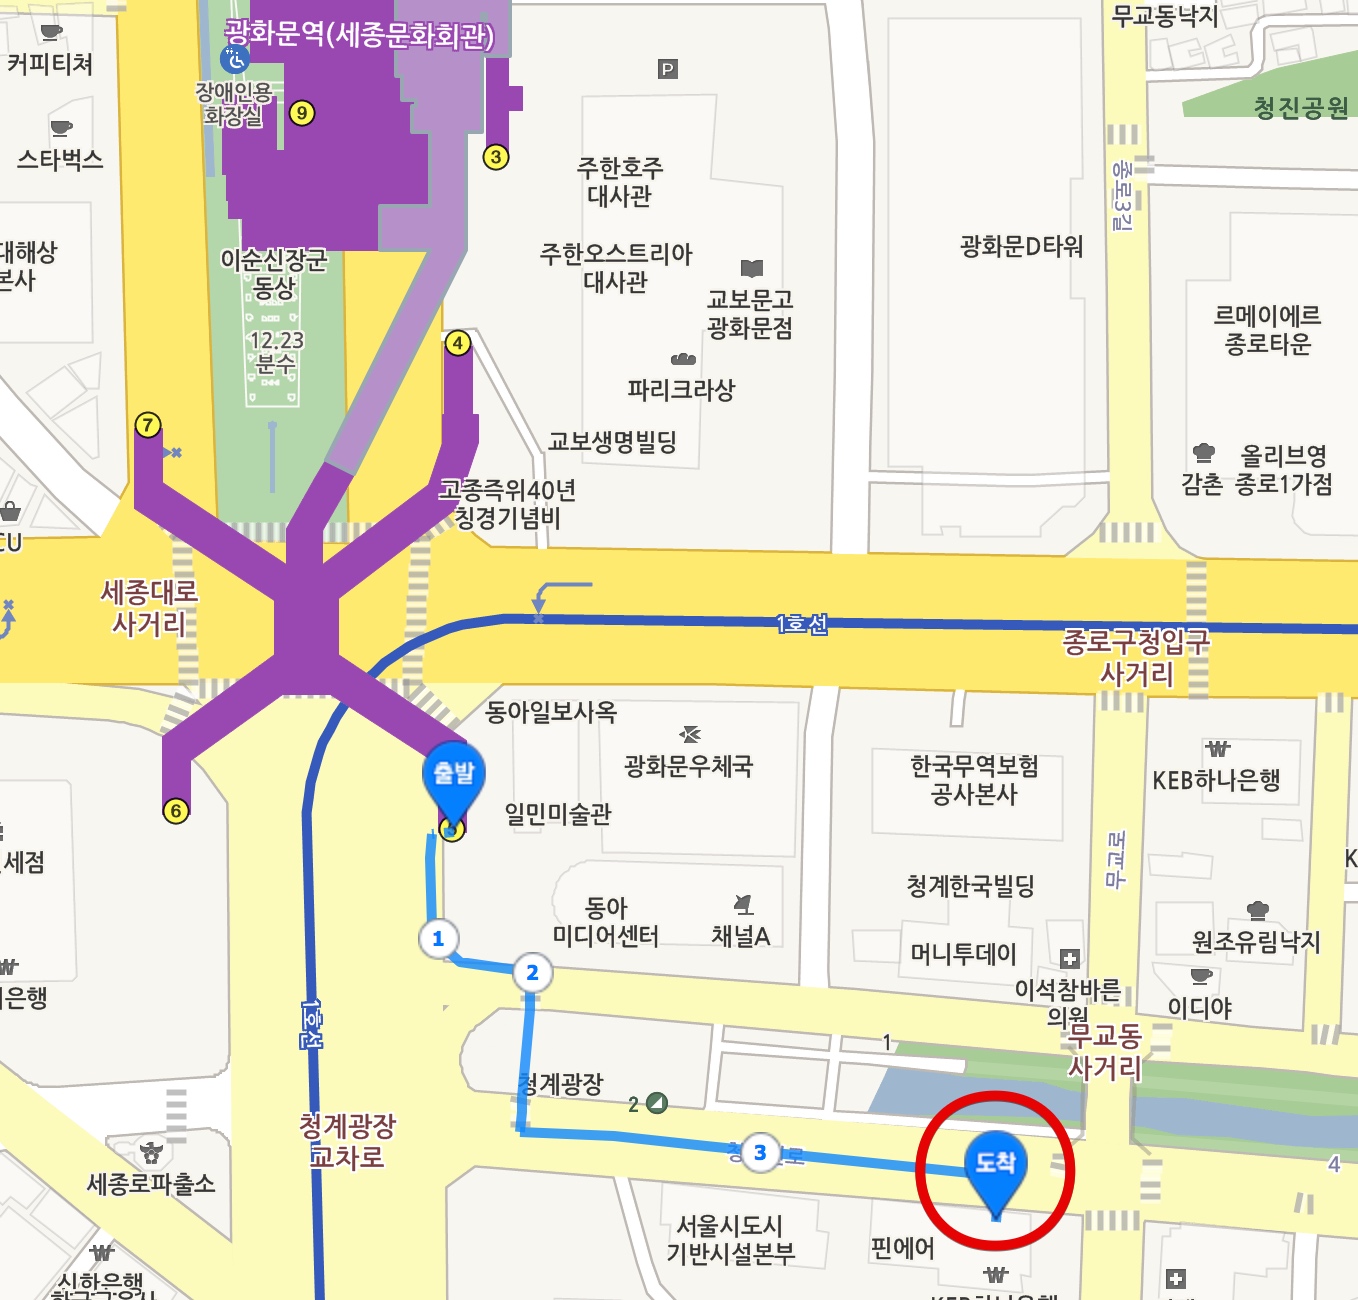 무교동낙지
광화문역(세종문화회관)
커피티쳐
장애인용
화장실
9
P
청진공원
3
스타벅스
주한호주
대사관
종로3길
대해상
본사
이순신장군
동상
주한오스트리아
대사관
광화문D타워
교보문고
광화문점
12.23
분수
4
르메이에르
종로타운
파리크라상
7
교보생명빌딩
올리브영
종로1가점
감촌
고종즉위40년
칭경기념비
CU
세종대로
사거리
1호선
종로구청입구
사거리
동아일보사옥
광화문우체국
한국무역보험
공사본사
KEB하나은행
출발
6
5
일민미술관
세점
무교로
K
청계한국빌딩
동아
미디어센터
채널A
1
머니투데이
원조유림낙지
2
은행
이석참바른
의원
이디야
1호선
무교동
사거리
1
청계광장
2
청계광장
교차로
3
도착
4
세종로파출소
서울시도시
기반시설본부
핀에어
신한은행
KEB하나은행